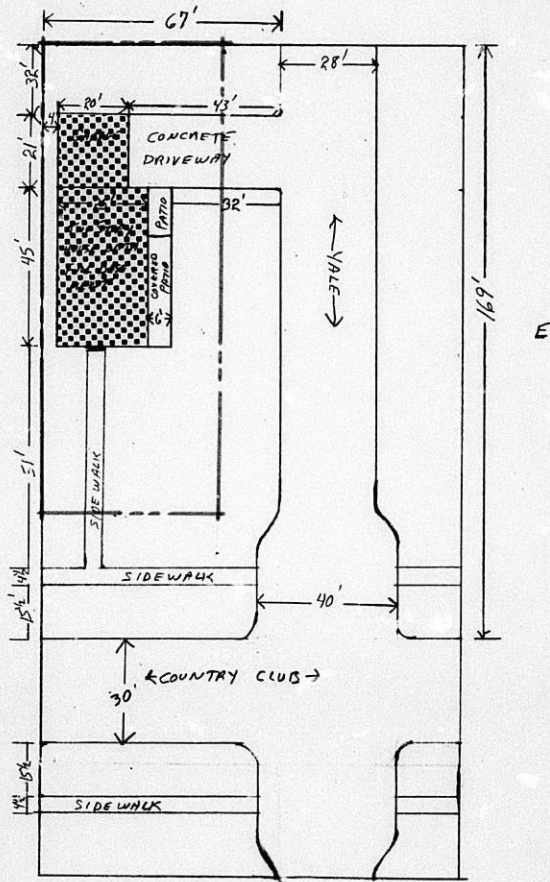 67'
28'
32'
20'
43'
4'
CONCRETE
DRIVEWAY
21'
32'
PATIO
COVERED
PATIO
6'
45'
YALE
169'
E
51'
SIDEWALK
SIDEWALK
4½'
15½'
40'
COUNTRY CLUB
30'
15½'
4½'
SIDEWALK